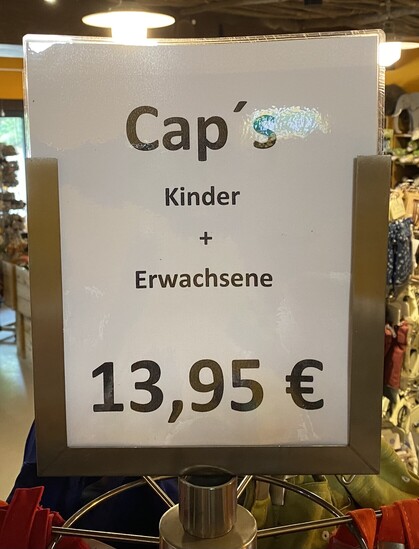 Cap´s
Kinder
+
Erwachsene
13,95 €